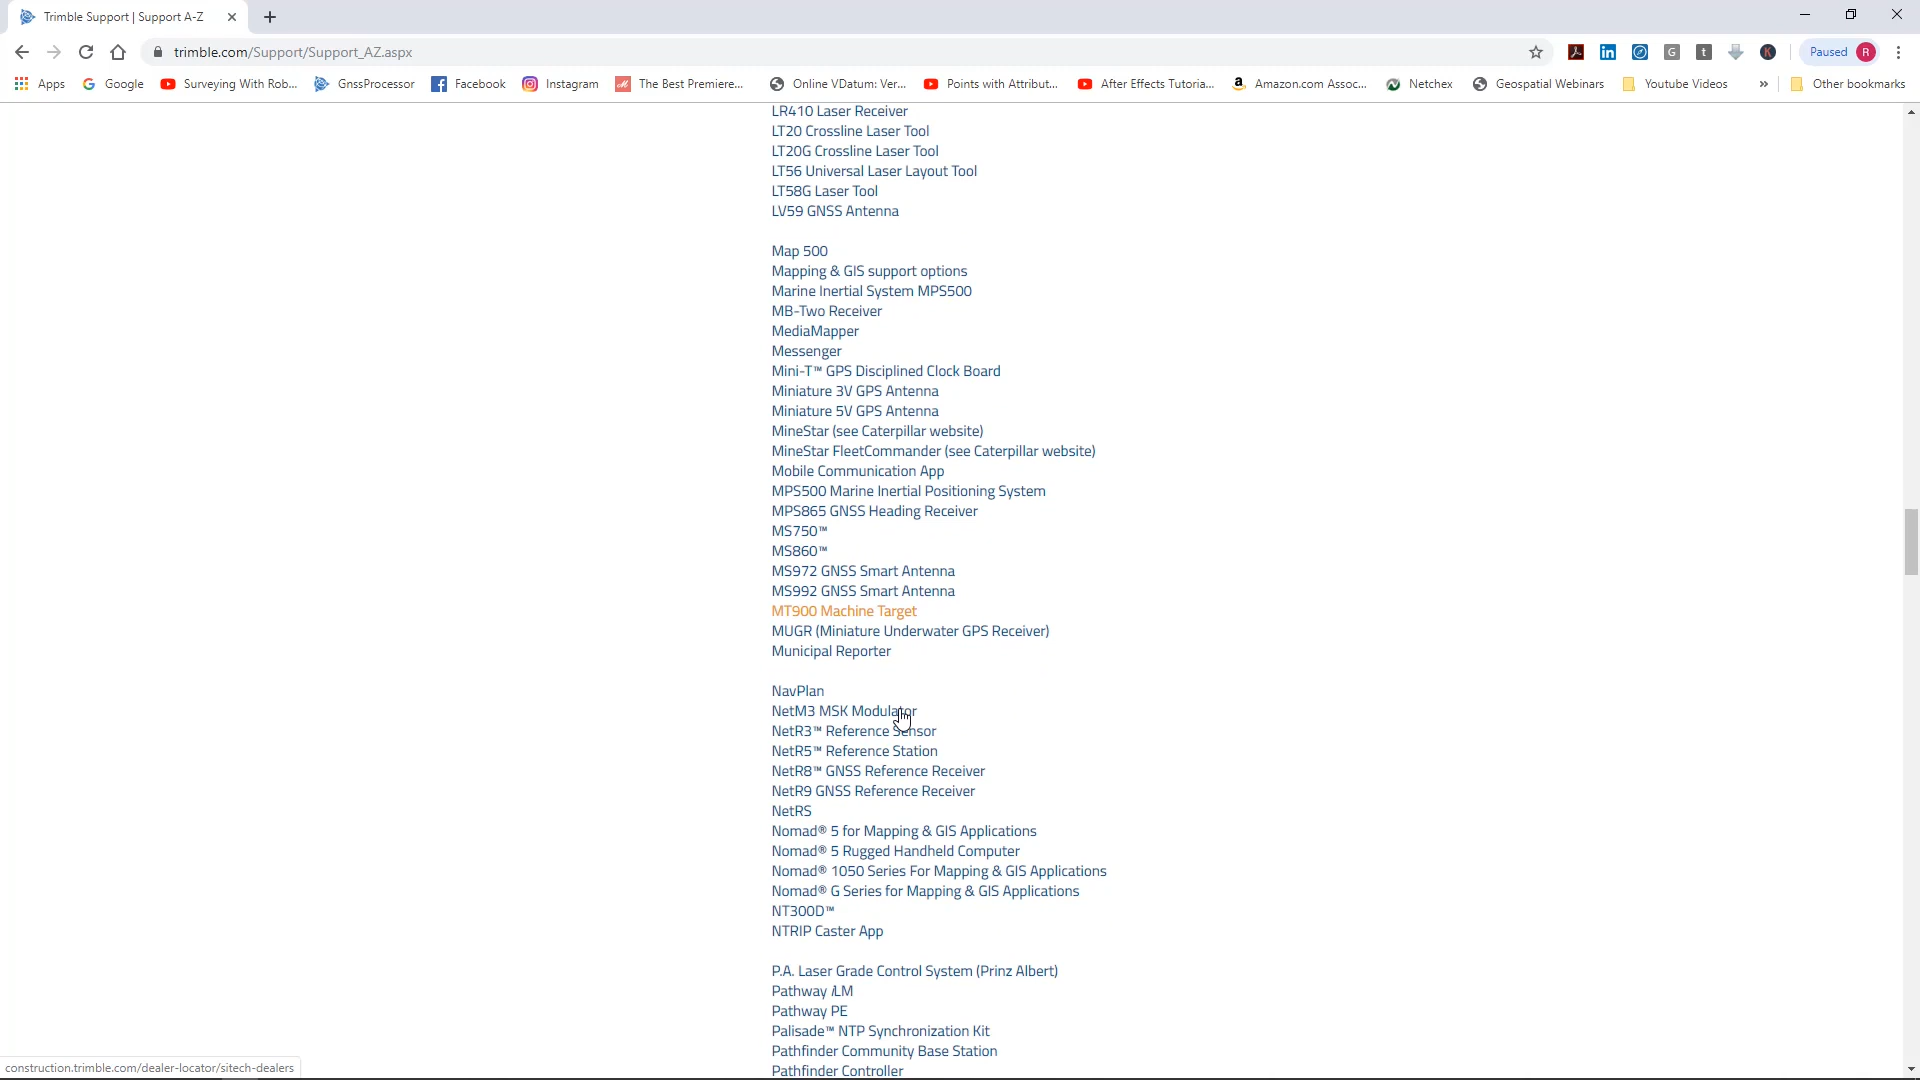 Trimble Support | Support A-Z
trimble.com/Support/Support_AZ.aspx
G
t
K
Paused
R
Apps
Google
Surveying With Rob...
GnssProcessor
Facebook
Instagram
The Best Premiere...
Online VDatum: Ver...
Points with Attribut...
After Effects Tutoria...
Amazon.com Assoc...
Netchex
Geospatial Webinars
Youtube Videos
»
Other bookmarks
LR410 Laser Receiver
LT20 Crossline Laser Tool
LT20G Crossline Laser Tool
LT56 Universal Laser Layout Tool
LT58G Laser Tool
LV59 GNSS Antenna
Map 500
Mapping & GIS support options
Marine Inertial System MPS500
MB-Two Receiver
MediaMapper
Messenger
Mini-T™ GPS Disciplined Clock Board
Miniature 3V GPS Antenna
Miniature 5V GPS Antenna
MineStar (see Caterpillar website)
MineStar FleetCommander (see Caterpillar website)
Mobile Communication App
MPS500 Marine Inertial Positioning System
MPS865 GNSS Heading Receiver
MS750™
MS860™
MS972 GNSS Smart Antenna
MS992 GNSS Smart Antenna
MT900 Machine Target
MUGR (Miniature Underwater GPS Receiver)
Municipal Reporter
NavPlan
NetM3 MSK Modulator
NetR3™ Reference Sensor
NetR5™ Reference Station
NetR8™ GNSS Reference Receiver
NetR9 GNSS Reference Receiver
NetRS
Nomad® 5 for Mapping & GIS Applications
Nomad® 5 Rugged Handheld Computer
Nomad® 1050 Series For Mapping & GIS Applications
Nomad® G Series for Mapping & GIS Applications
NT300D™
NTRIP Caster App
P.A. Laser Grade Control System (Prinz Albert)
Pathway iLM
Pathway PE
Palisade™ NTP Synchronization Kit
Pathfinder Community Base Station
Pathfinder Controller
construction.trimble.com/dealer-locator/sitech-dealers